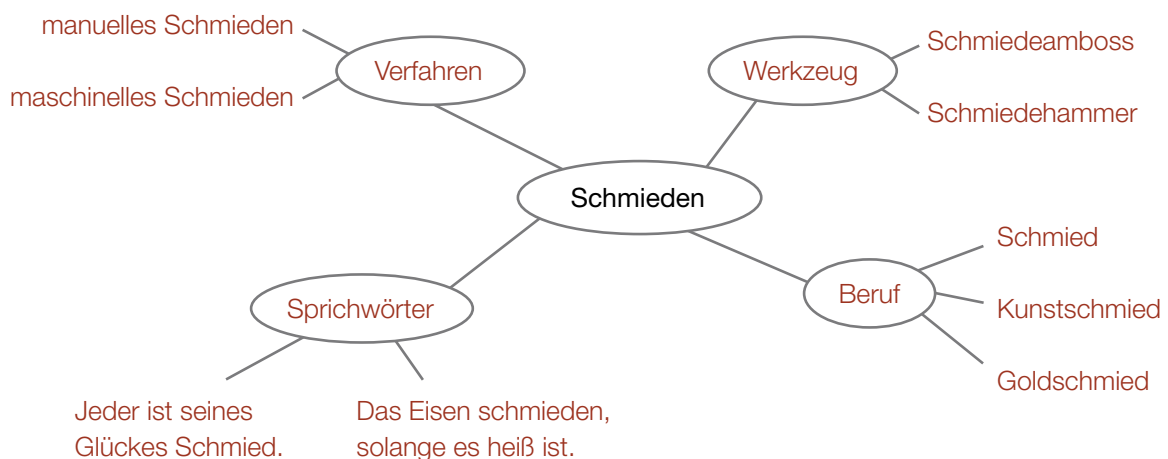 manuelles Schmieden
maschinelles Schmieden
Verfahren
Werkzeug
Schmiedeamboss
Schmiedehammer
Schmieden
Schmied
Beruf
Kunstschmied
Goldschmied
Sprichwörter
Jeder ist seines
Glückes Schmied.
Das Eisen schmieden,
solange es heiß ist.